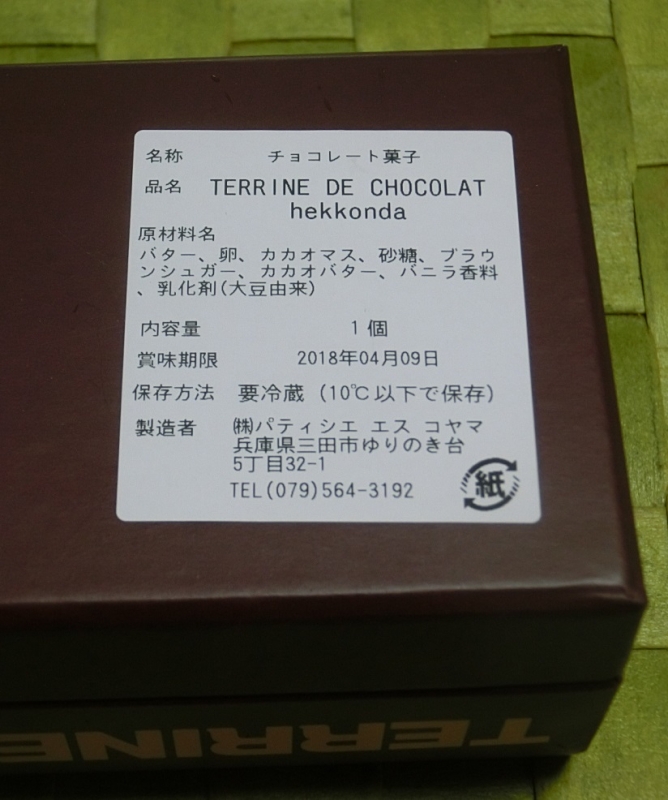 名称 チョコレート菓子
品名 TERRINE DE CHOCOLAT
hekkonda
原材料名
バター、卵、カカオマス、砂糖、ブラウ
ンシュガー、カカオバター、バニラ香料
、乳化剤(大豆由来)
内容量 1個
賞味期限 2018年04月09日
保存方法 要冷蔵 (10℃以下で保存)
製造者 ㈱パティシエ エス コヤマ
兵庫県三田市ゆりのき台
5丁目32-1
TEL(079)564-3192
紙
TERRINE